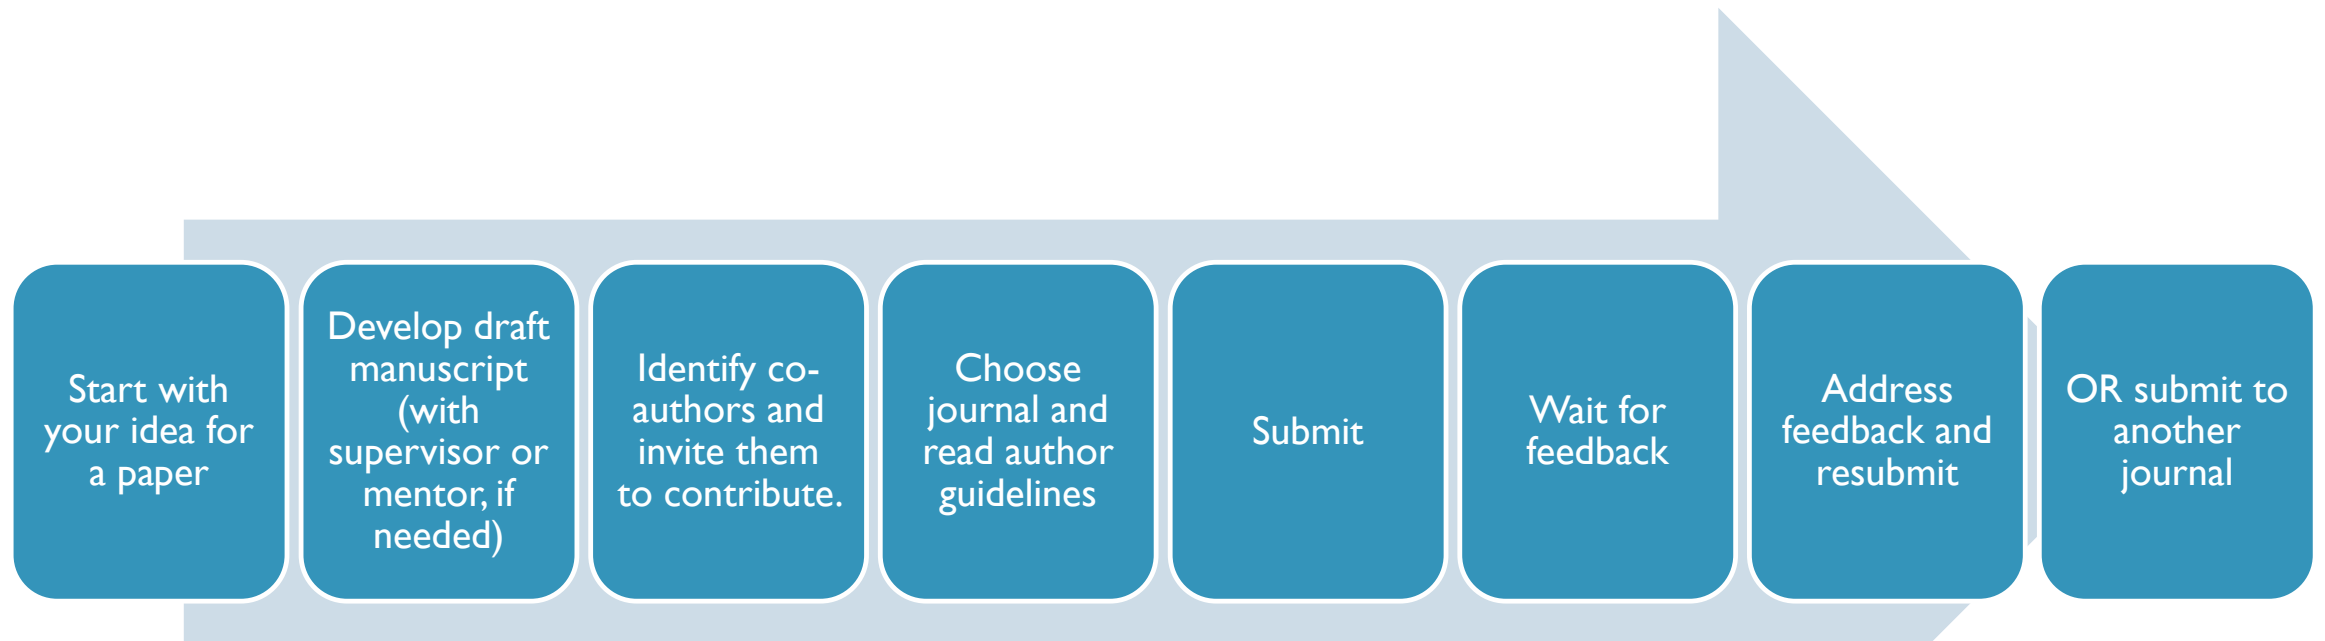 Start with
your idea for
a paper
Develop draft
manuscript
(with
supervisor or
mentor, if
needed)
Identify co-
authors and
invite them
to contribute.
Choose
journal and
read author
guidelines
Submit
Wait for
feedback
Address
feedback and
resubmit
OR submit to
another
journal